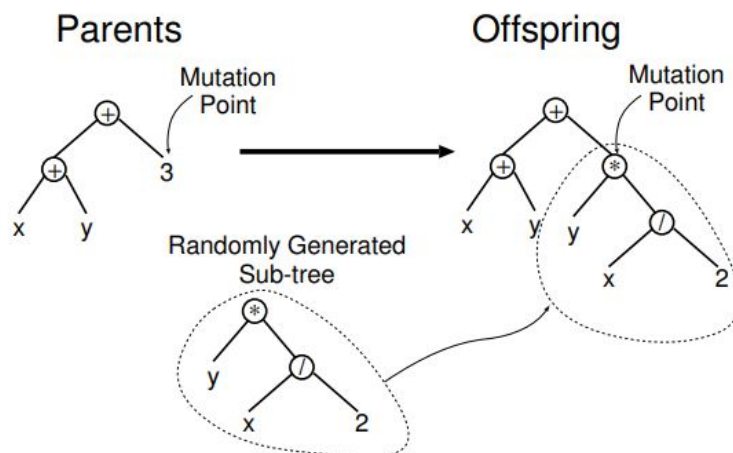 Parents
Offspring
Mutation
Point
Mutation
Point
+
+
3
x
y
+
+
*
x
y
y
/
x
2
Randomly Generated
Sub-tree
*
y
/
x
2